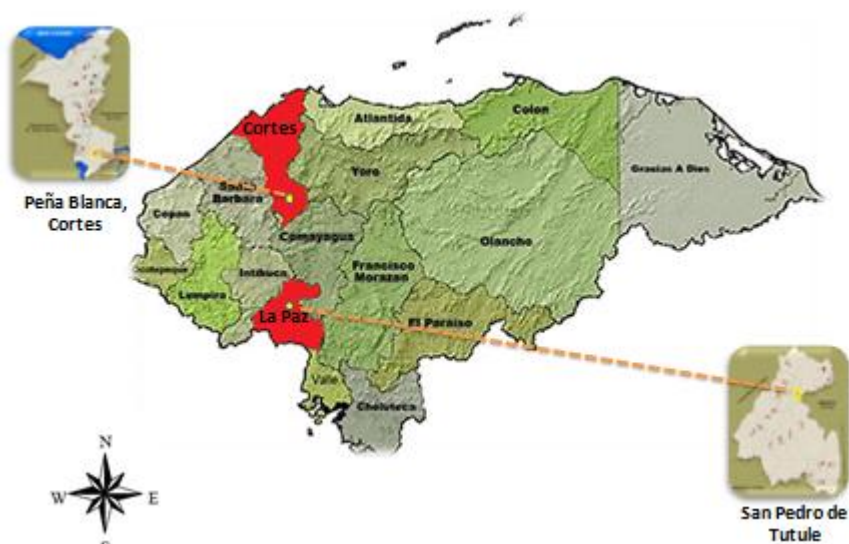 Cortes
Atlantida
Colon
Yoro
Grasias A Dios
Santa
Barbara
Copan
Comayagua
Olancho
Intibuca
Francisco
Morazan
Lempira
La Paz
El Paraiso
Valle
Choluteca
Peña Blanca,
Cortes
San Pedro de
Tutule
N
W
E